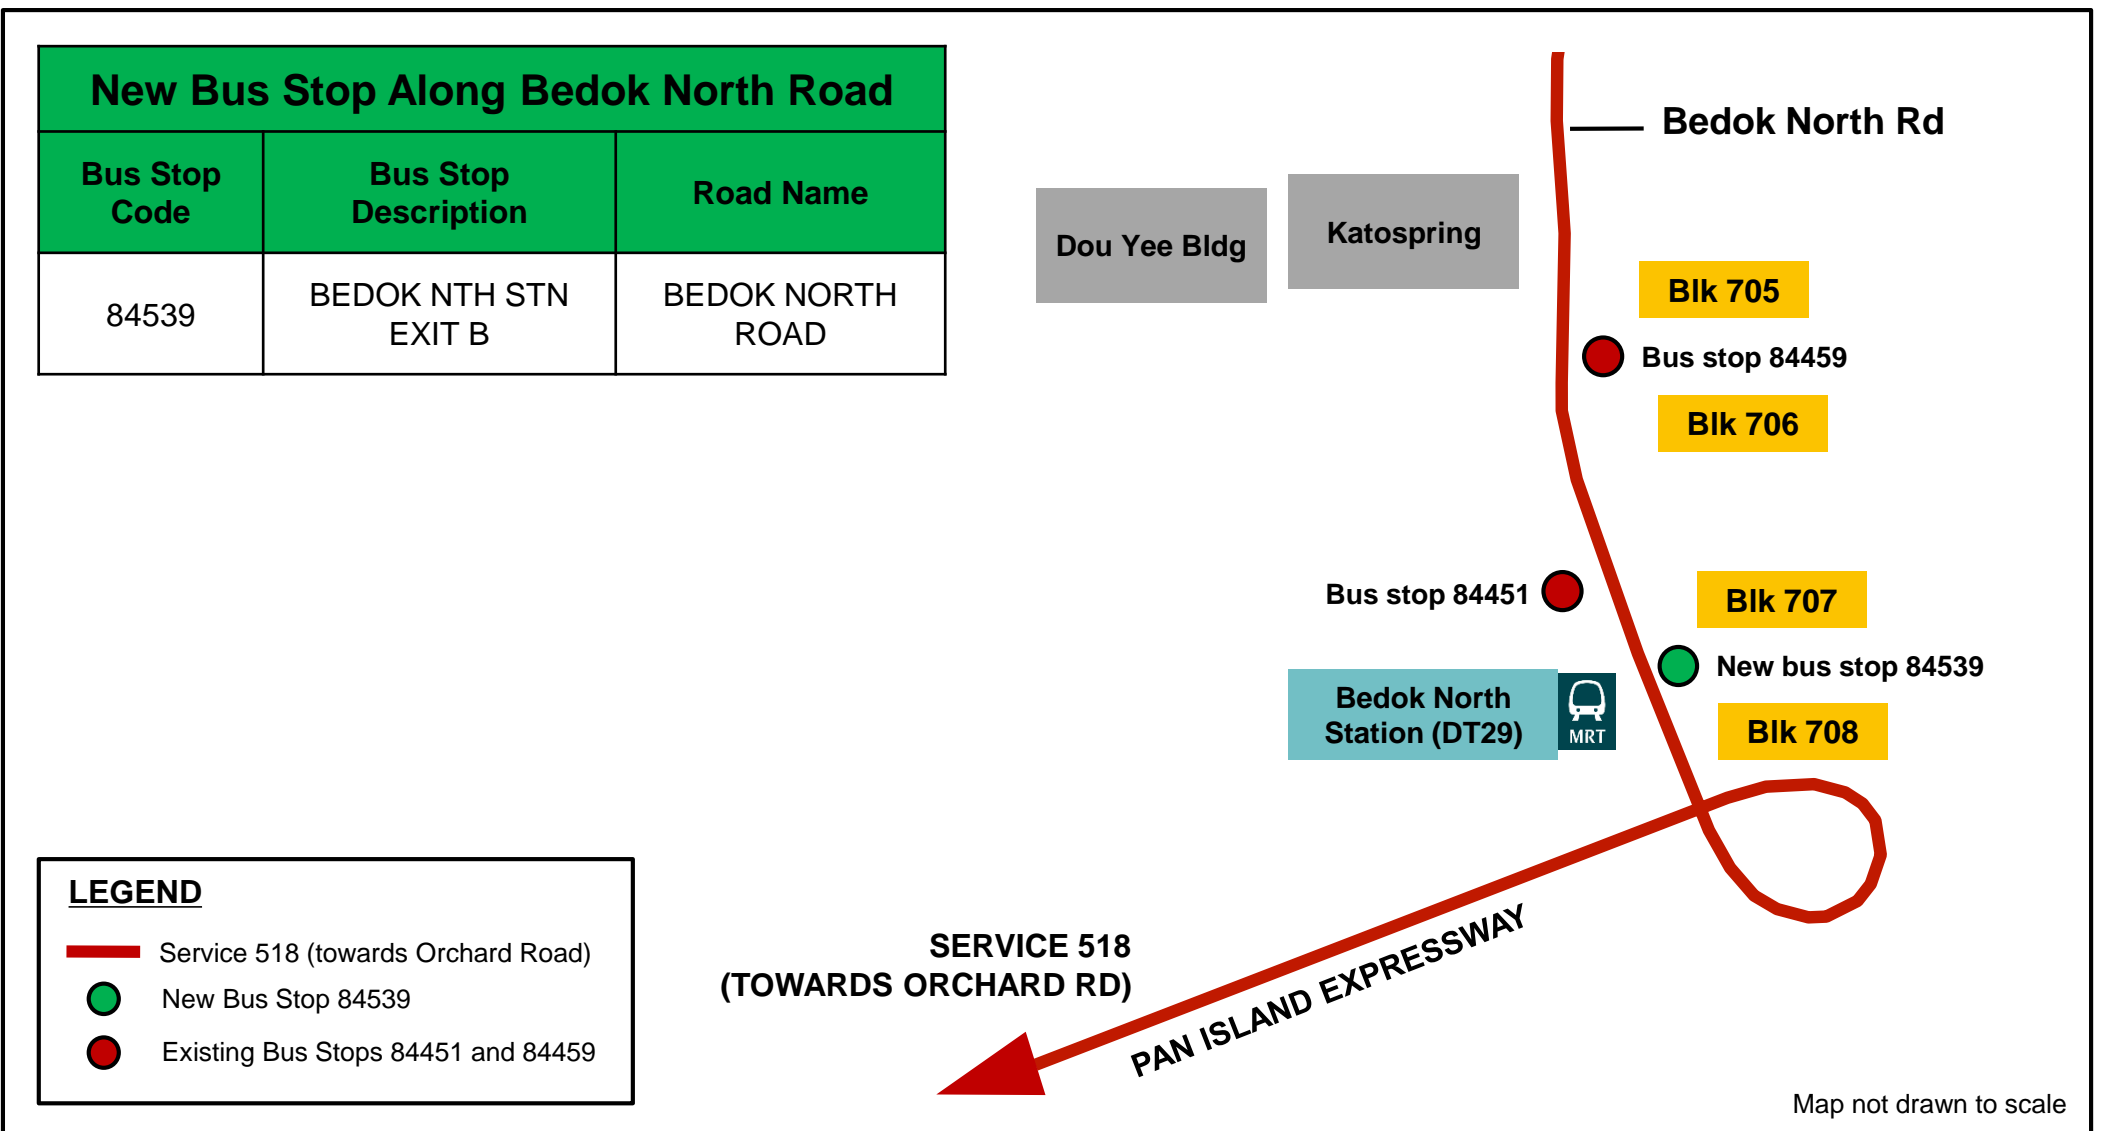 New Bus Stop Along Bedok North Road
Bus Stop
Code
Bus Stop
Description
Road Name
84539
BEDOK NTH STN
EXIT B
BEDOK NORTH
ROAD
Bedok North Rd
Dou Yee Bldg
Katospring
Blk 705
Bus stop 84459
Blk 706
Bus stop 84451
Blk 707
New bus stop 84539
Bedok North
Station (DT29)
MRT
Blk 708
SERVICE 518
(TOWARDS ORCHARD RD)
PAN ISLAND EXPRESSWAY
LEGEND
Service 518 (towards Orchard Road)
New Bus Stop 84539
Existing Bus Stops 84451 and 84459
Map not drawn to scale